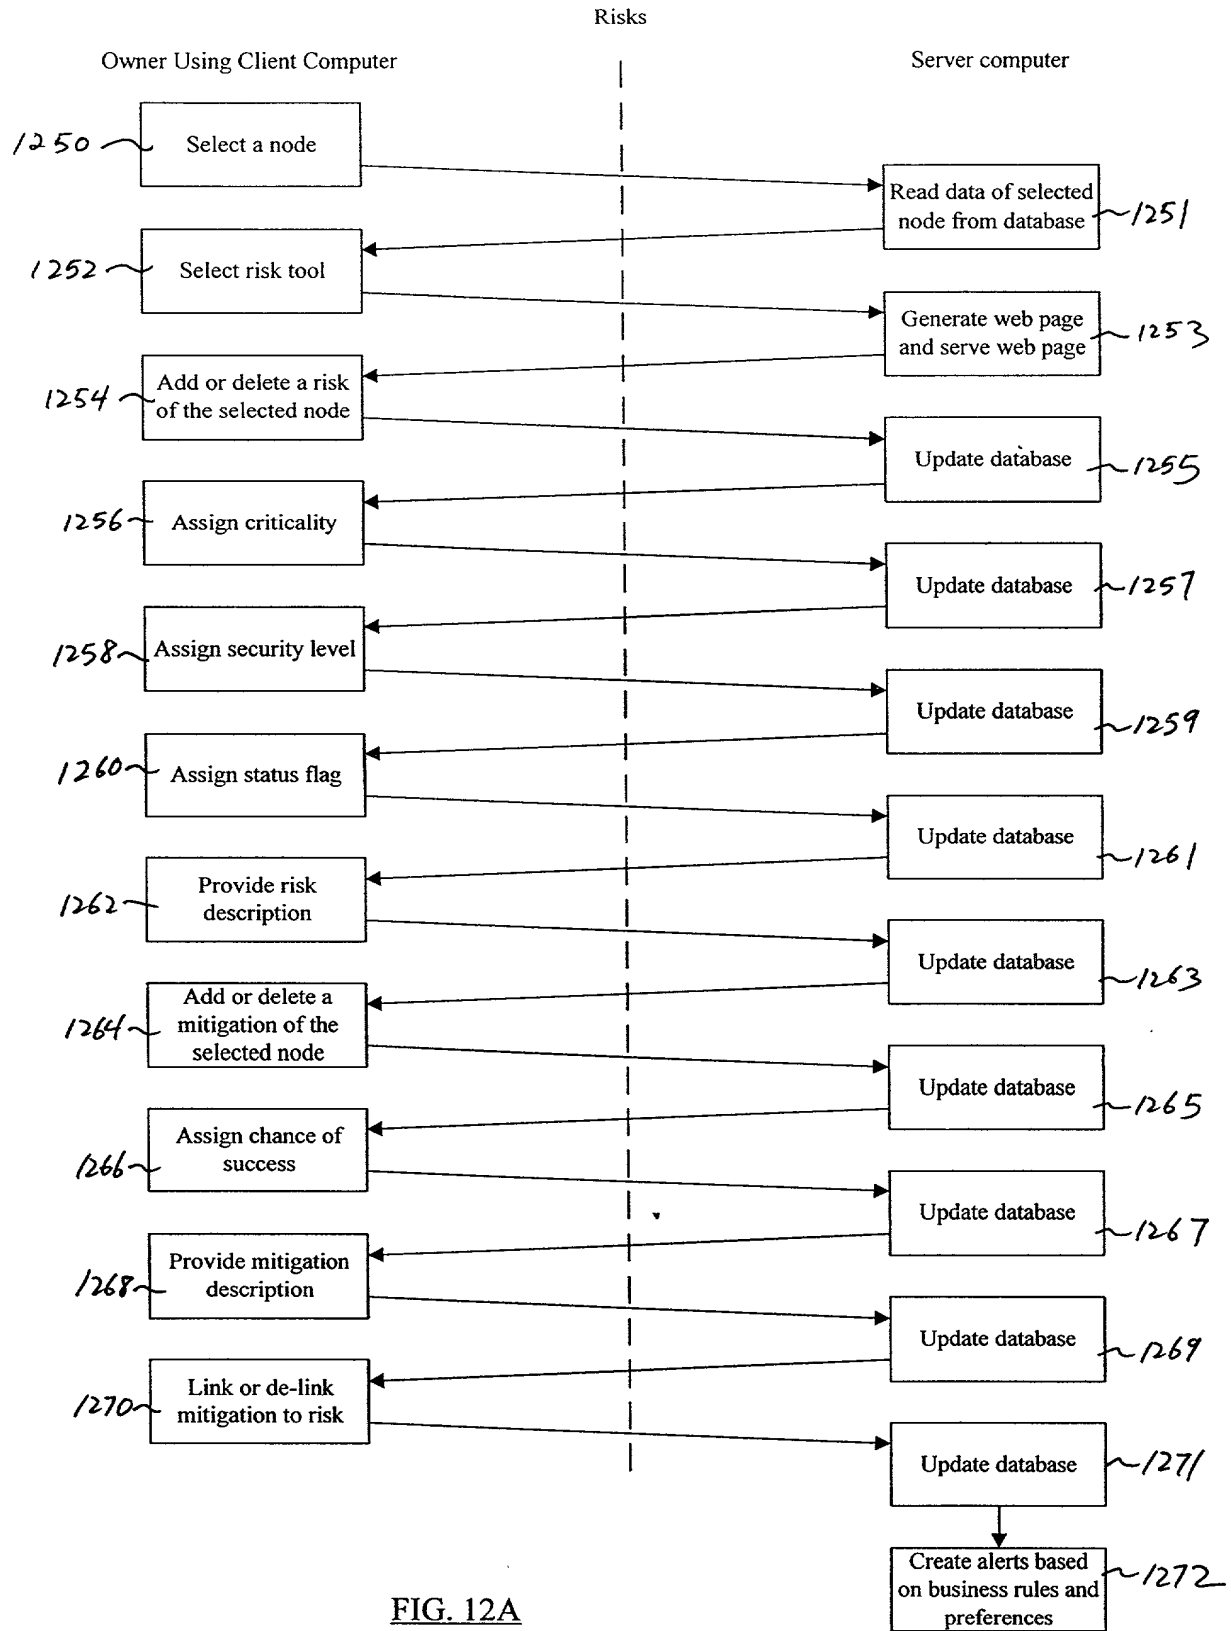 Risks
Owner Using Client Computer
Server computer
1250
Select a node
Read data of selected
node from database
1251
1252
Select risk tool
Generate web page
and serve web page
1253
1254
Add or delete a risk
of the selected node
Update database
1255
1256
Assign criticality
Update database
1257
1258
Assign security level
Update database
1259
1260
Assign status flag
Update database
1261
1262
Provide risk
description
Update database
1263
1264
Add or delete a
mitigation of the
selected node
Update database
1265
1266
Assign chance of
success
Update database
1267
1268
Provide mitigation
description
Update database
1269
1270
Link or de-link
mitigation to risk
Update database
1271
Create alerts based
on business rules and
preferences
1272
FIG. 12A